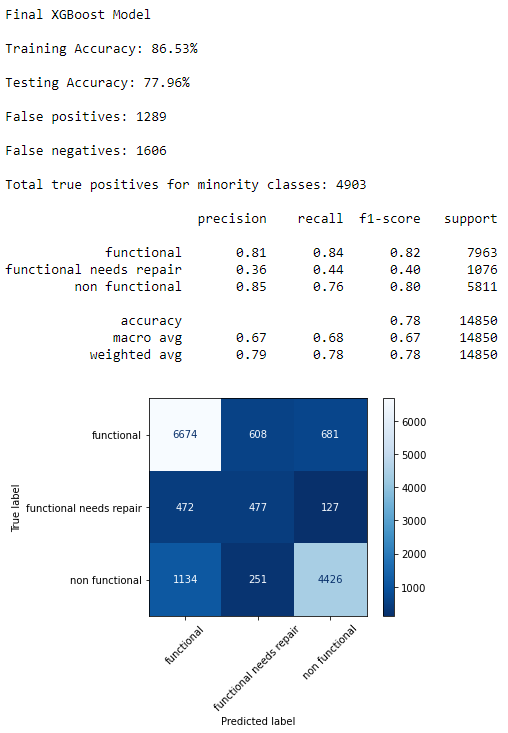 Final XGBoost Model
Training Accuracy: 86.53%
Testing Accuracy: 77.96%
False positives: 1289
False negatives: 1606
Total true positives for minority classes: 4903
precision recall f1-score support
functional 0.81 0.84 0.82 7963
functional needs repair 0.36 0.44 0.40 1076
non functional 0.85 0.76 0.80 5811
accuracy 0.78 14850
macro avg 0.67 0.68 0.67 14850
weighted avg 0.79 0.78 0.78 14850
functional 6674 608 681
functional needs repair 472 477 127
non functional 1134 251 4426
True label
functional
functional needs repair
non functional
Predicted label
6000
5000
4000
3000
2000
1000